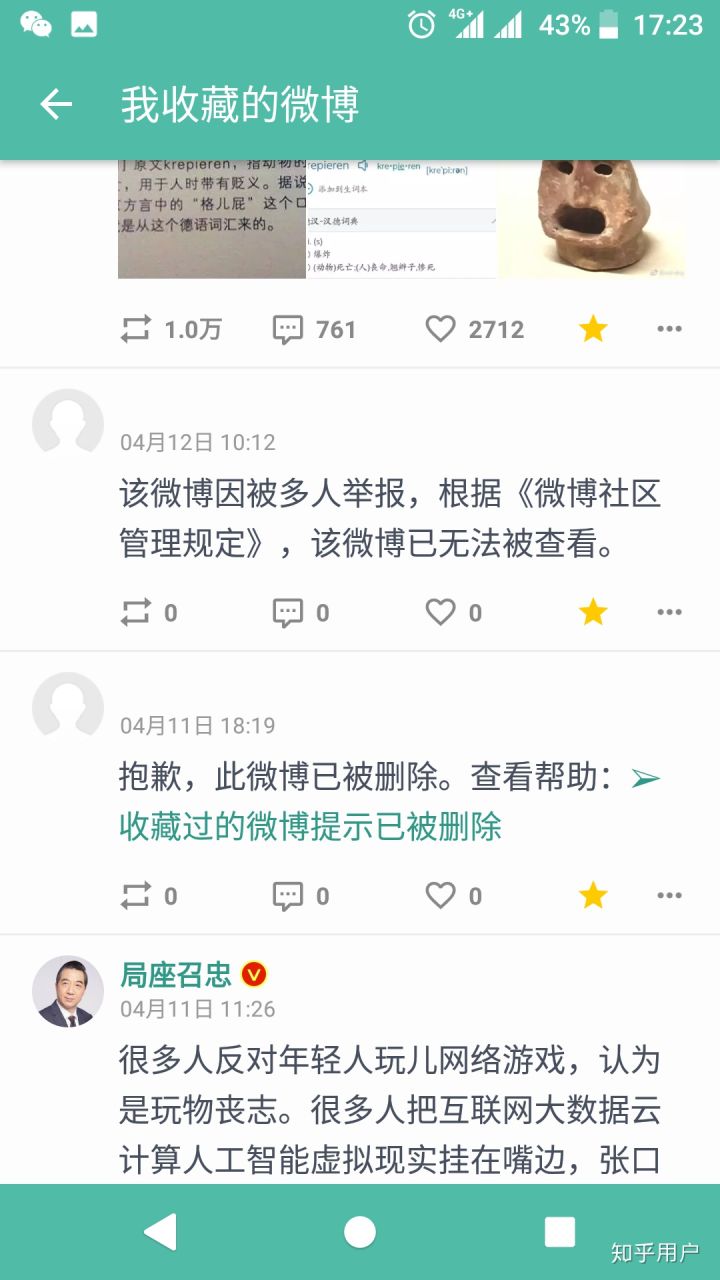 4G+
43%
17:23
我收藏的微博
】原文krepieren，指动物的
，用于人时带有贬义。据说
方言中的“格儿屁”这个口
是从这个德语词汇来的。
repieren
kre·pie·ren
[kre'pi:rən]
添加到生词本
汉-汉德词典
(s)
爆炸
(动物)死亡;(人)丧命,翘辫子,惨死
1.0万
761
2712
04月12日 10:12
该微博因被多人举报，根据《微博社区
管理规定》，该微博已无法被查看。
0
0
0
04月11日 18:19
抱歉，此微博已被删除。查看帮助：
收藏过的微博提示已被删除
0
0
0
局座召忠
04月11日 11:26
很多人反对年轻人玩儿网络游戏，认为
是玩物丧志。很多人把互联网大数据云
计算人工智能虚拟现实挂在嘴边，张口
知乎用户